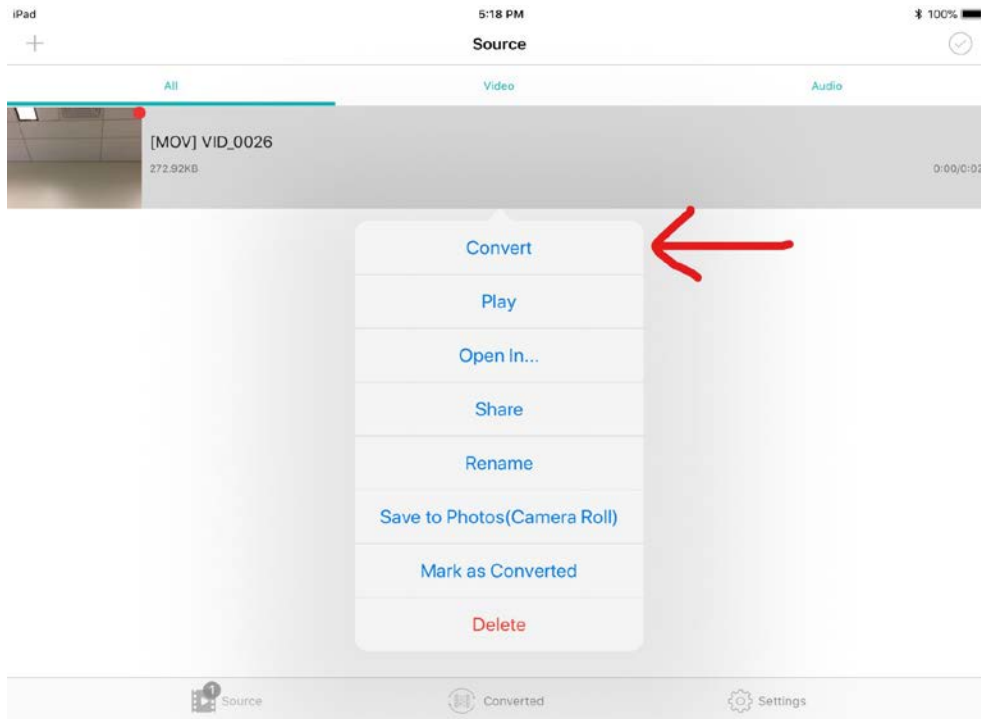 iPad 5:18 PM 100%
Source
All Video Audio
[MOV] VID_0026
272.92KB 0:00/0:02
Convert
Play
Open In...
Share
Rename
Save to Photos(Camera Roll)
Mark as Converted
Delete
1
Source Converted Settings